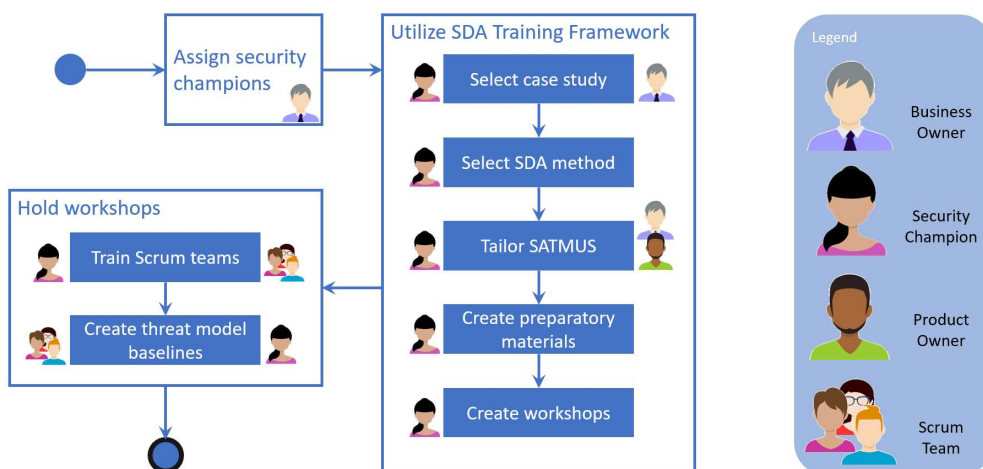 Assign security
champions
Utilize SDA Training Framework
Select case study
Select SDA method
Tailor SATMUS
Create preparatory
materials
Create workshops
Hold workshops
Train Scrum teams
Create threat model
baselines
Legend
Business
Owner
Security
Champion
Product
Owner
Scrum
Team